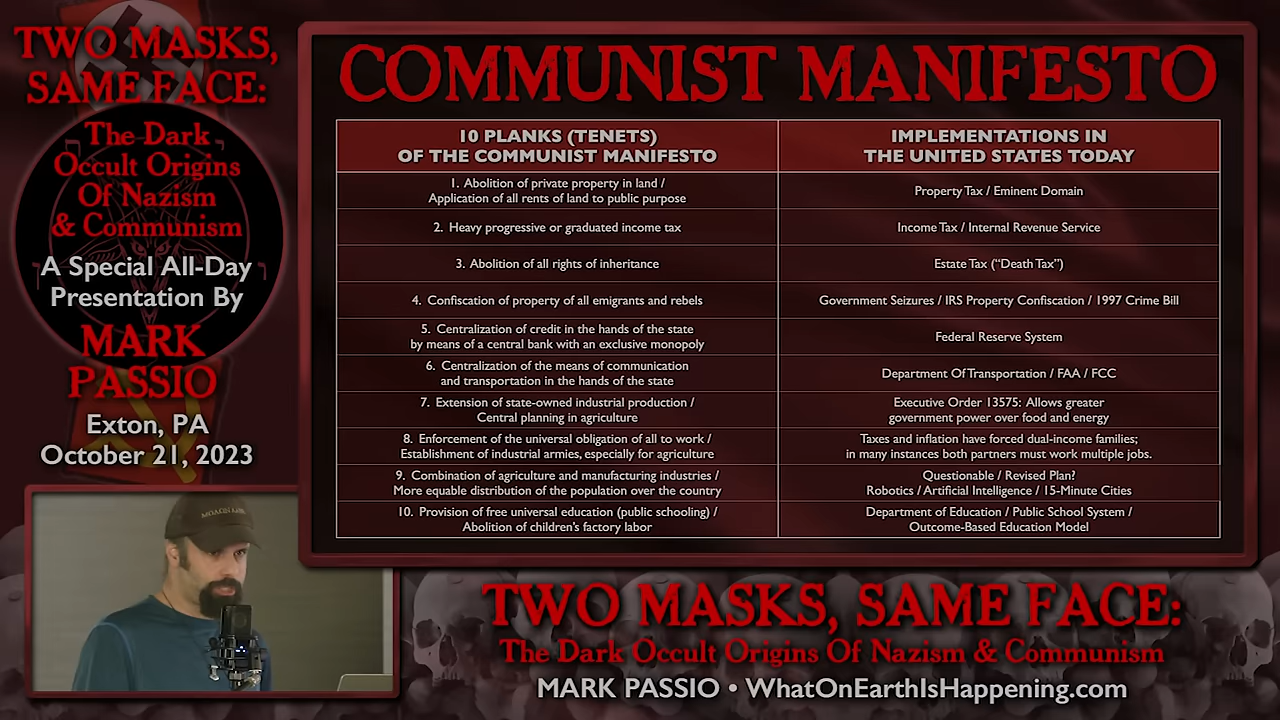 TWO MASKS,
SAME FACE:
The Dark
Occult Origins
Of Nazism
& Communism
A Special All-Day
Presentation By
MARK
PASSIO
Exton, PA
October 21, 2023
COMMUNIST MANIFESTO
10 PLANKS (TENETS)
OF THE COMMUNIST MANIFESTO
IMPLEMENTATIONS IN
THE UNITED STATES TODAY
1. Abolition of private property in land /
Application of all rents of land to public purpose
Property Tax / Eminent Domain
2. Heavy progressive or graduated income tax
Income Tax / Internal Revenue Service
3. Abolition of all rights of inheritance
Estate Tax (“Death Tax”)
4. Confiscation of property of all emigrants and rebels
Government Seizures / IRS Property Confiscation / 1997 Crime Bill
5. Centralization of credit in the hands of the state
by means of a central bank with an exclusive monopoly
Federal Reserve System
6. Centralization of the means of communication
and transportation in the hands of the state
Department Of Transportation / FAA / FCC
7. Extension of state-owned industrial production /
Central planning in agriculture
Executive Order 13575: Allows greater
government power over food and energy
8. Enforcement of the universal obligation of all to work /
Establishment of industrial armies, especially for agriculture
Taxes and inflation have forced dual-income families;
in many instances both partners must work multiple jobs.
9. Combination of agriculture and manufacturing industries /
More equable distribution of the population over the country
Questionable / Revised Plan?
Robotics / Artificial Intelligence / 15-Minute Cities
10. Provision of free universal education (public schooling) /
Abolition of children’s factory labor
Department of Education / Public School System /
Outcome-Based Education Model
TWO MASKS, SAME FACE:
The Dark Occult Origins Of Nazism & Communism
MARK PASSIO • WhatOnEarthIsHappening.com